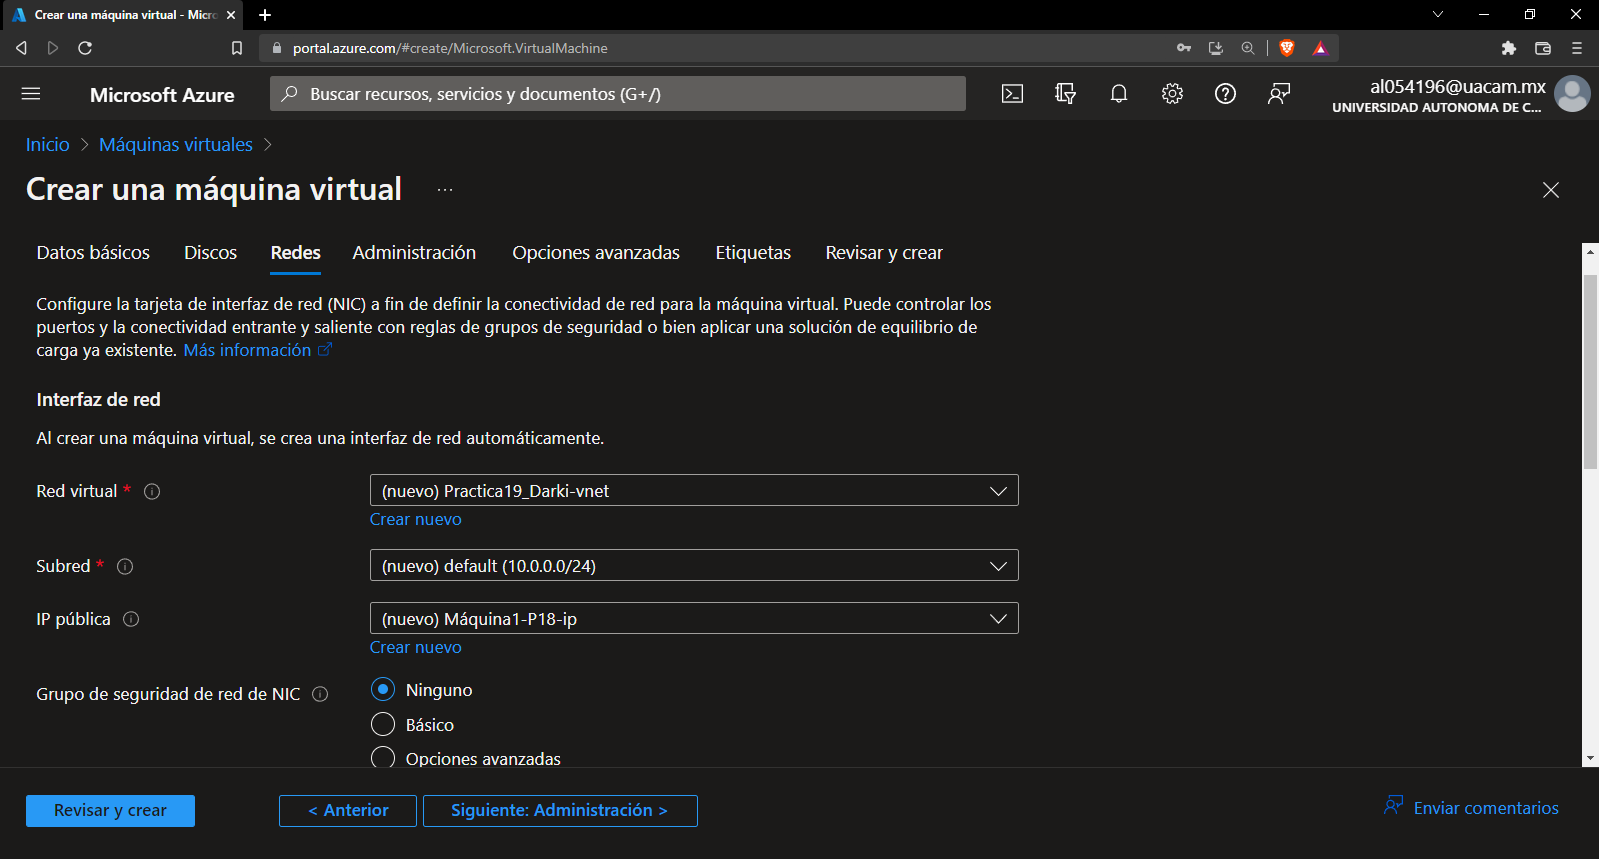 Crear una máquina virtual - Micro
portal.azure.com/#create/Microsoft.VirtualMachine
Microsoft Azure
Buscar recursos, servicios y documentos (G+/)
al054196@uacam.mx
UNIVERSIDAD AUTONOMA DE C...
Inicio > Máquinas virtuales >
Crear una máquina virtual ...
Datos básicos Discos Redes Administración Opciones avanzadas Etiquetas Revisar y crear
Configure la tarjeta de interfaz de red (NIC) a fin de definir la conectividad de red para la máquina virtual. Puede controlar los
puertos y la conectividad entrante y saliente con reglas de grupos de seguridad o bien aplicar una solución de equilibrio de
carga ya existente. Más información
Interfaz de red
Al crear una máquina virtual, se crea una interfaz de red automáticamente.
Red virtual * (nuevo) Practica19_Darki-vnet
Crear nuevo
Subred * (nuevo) default (10.0.0.0/24)
IP pública (nuevo) Máquina1-P18-ip
Crear nuevo
Grupo de seguridad de red de NIC Ninguno
Básico
Opciones avanzadas
Revisar y crear < Anterior Siguiente: Administración > Enviar comentarios